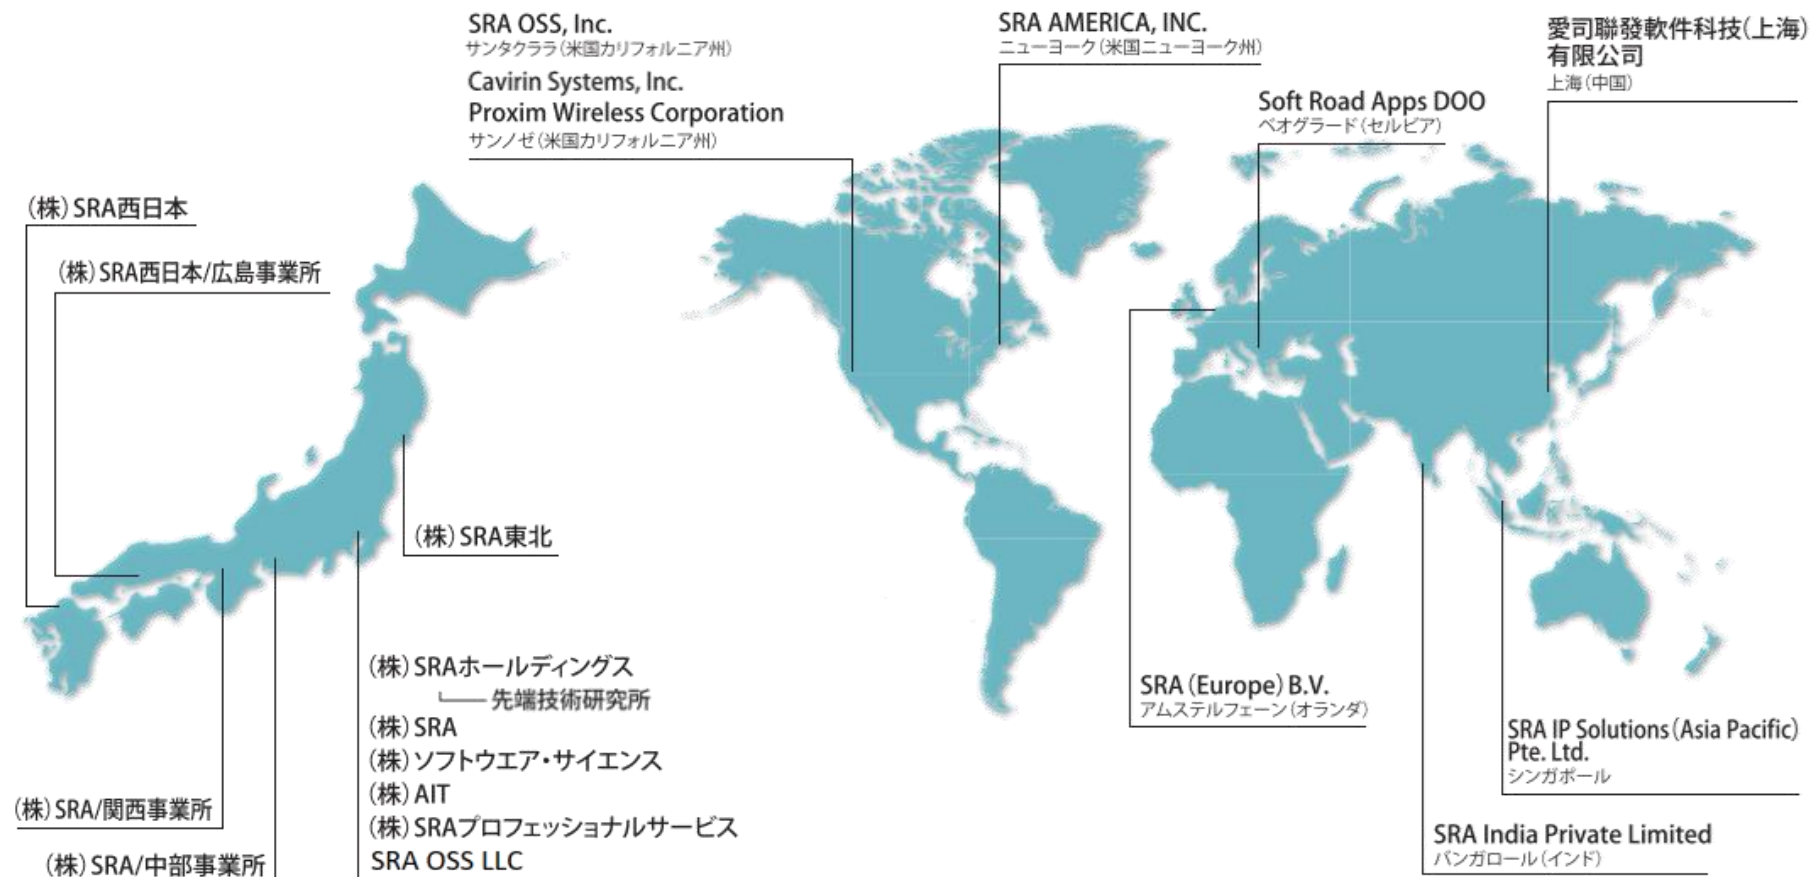 SRA OSS, Inc.
サンタクララ（米国カリフォルニア州）
Cavirin Systems, Inc.
Proxim Wireless Corporation
サンノゼ（米国カリフォルニア州）
SRA AMERICA, INC.
ニューヨーク（米国ニューヨーク州）
Soft Road Apps DOO
ベオグラード（セルビア）
愛司聯發軟件科技（上海）
有限公司
上海（中国）
（株）SRA西日本
（株）SRA西日本/広島事業所
（株）SRA東北
（株）SRAホールディングス
先端技術研究所
（株）SRA
（株）ソフトウエア・サイエンス
（株）AIT
（株）SRAプロフェッショナルサービス
SRA OSS LLC
（株）SRA/関西事業所
（株）SRA/中部事業所
SRA（Europe）B.V.
アムステルフェーン（オランダ）
SRA IP Solutions（Asia Pacific）
Pte. Ltd.
シンガポール
SRA India Private Limited
バンガロール（インド）